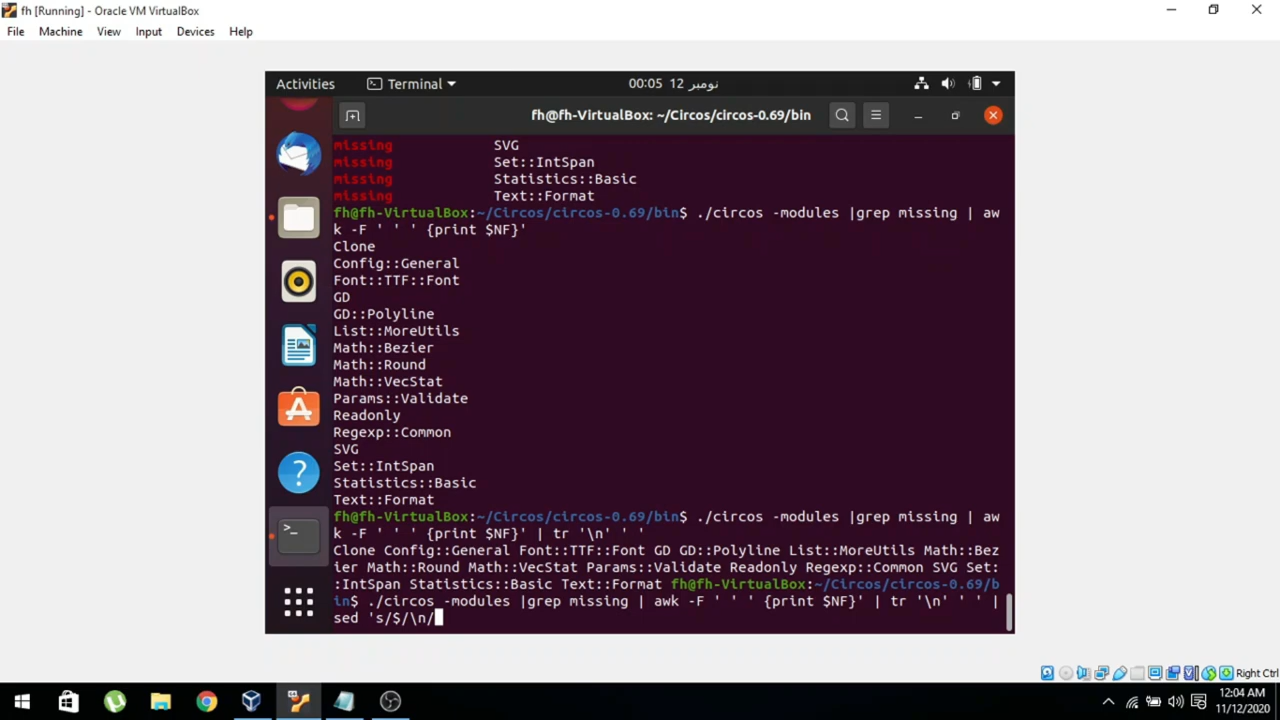 fh [Running] - Oracle VM VirtualBox
File Machine View Input Devices Help
Activities Terminal 00:05 12 نومبر
fh@fh-VirtualBox: ~/Circos/circos-0.69/bin
missing SVG
missing Set::IntSpan
missing Statistics::Basic
missing Text::Format
fh@fh-VirtualBox:~/Circos/circos-0.69/bin$ ./circos -modules |grep missing | aw
k -F ' ' ' {print $NF}'
Clone
Config::General
Font::TTF::Font
GD
GD::Polyline
List::MoreUtils
Math::Bezier
Math::Round
Math::VecStat
Params::Validate
Readonly
Regexp::Common
SVG
Set::IntSpan
Statistics::Basic
Text::Format
fh@fh-VirtualBox:~/Circos/circos-0.69/bin$ ./circos -modules |grep missing | aw
k -F ' ' ' {print $NF}' | tr '\n' ' '
Clone Config::General Font::TTF::Font GD GD::Polyline List::MoreUtils Math::Bez
ier Math::Round Math::VecStat Params::Validate Readonly Regexp::Common SVG Set:
:IntSpan Statistics::Basic Text::Format fh@fh-VirtualBox:~/Circos/circos-0.69/b
in$ ./circos -modules |grep missing | awk -F ' ' ' {print $NF}' | tr '\n' ' ' |
sed 's/$/\n/
Right Ctrl
12:04 AM
11/12/2020